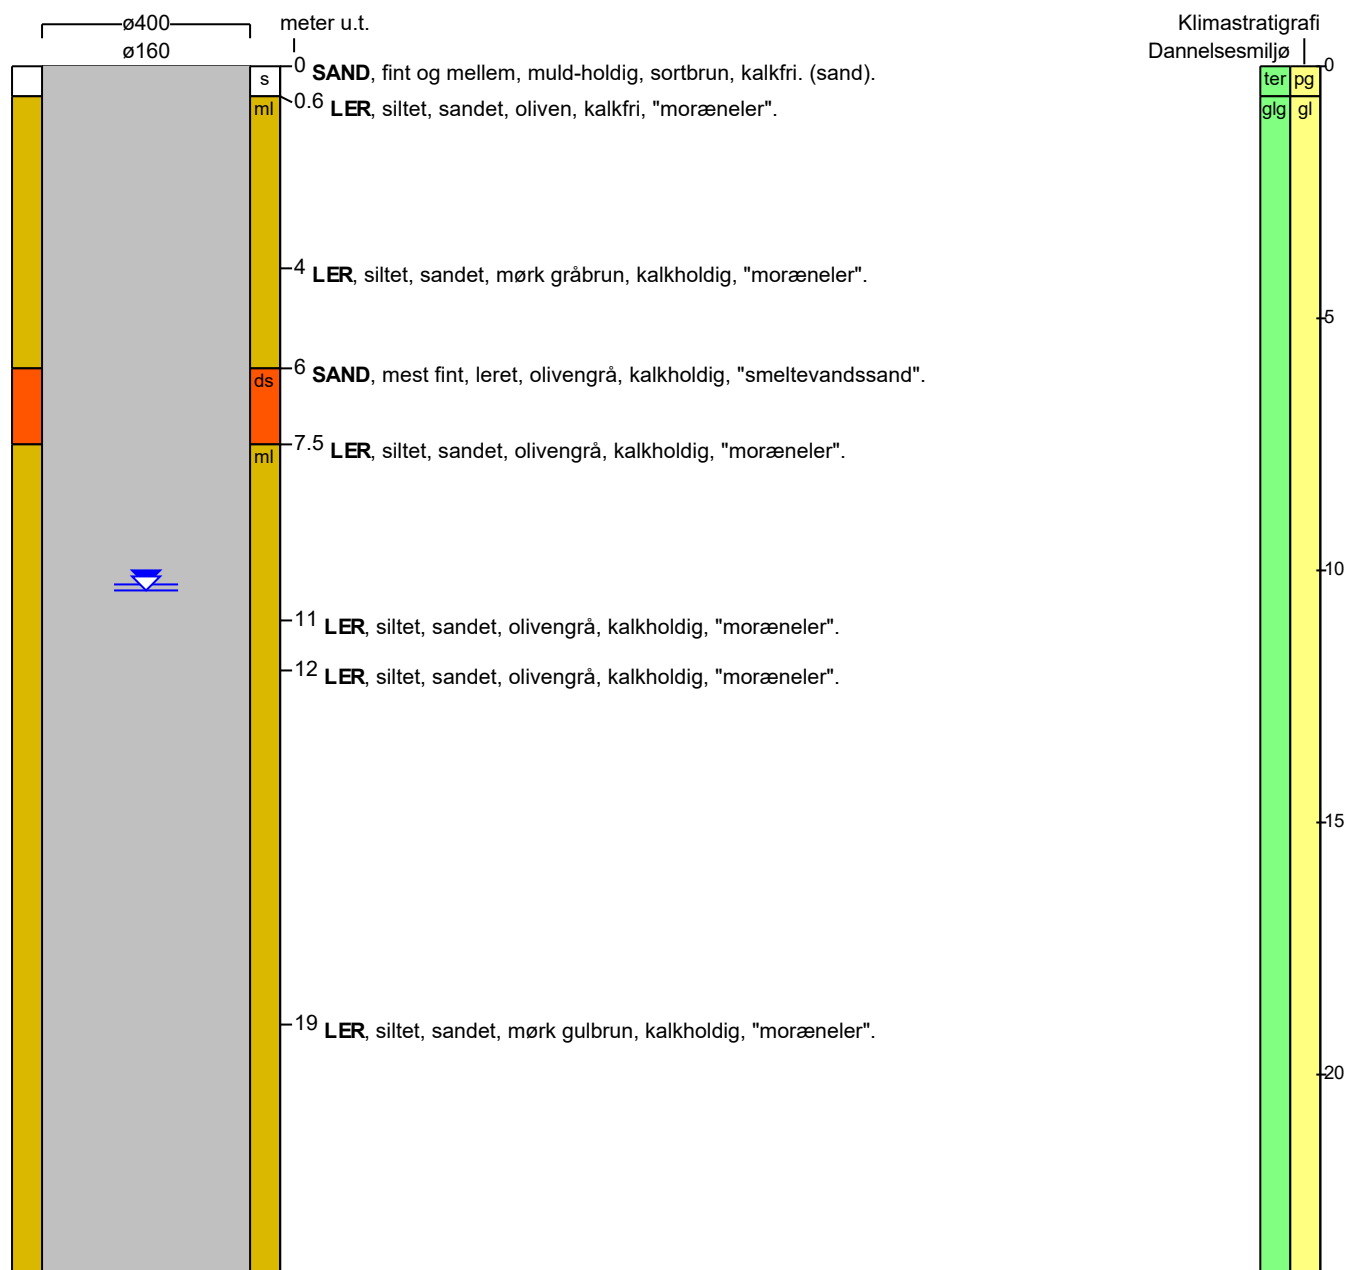 ø400
meter u.t.
Klimastratigrafi
ø160
Dannelsesmiljø
s
0 SAND, fint og mellem, muld-holdig, sortbrun, kalkfri. (sand).
ter pg
0
ml
0.6 LER, siltet, sandet, oliven, kalkfri, "moræneler".
glg gl
4 LER, siltet, sandet, mørk gråbrun, kalkholdig, "moræneler".
5
ds
6 SAND, mest fint, leret, olivengrå, kalkholdig, "smeltevandssand".
ml
7.5 LER, siltet, sandet, olivengrå, kalkholdig, "moræneler".
10
11 LER, siltet, sandet, olivengrå, kalkholdig, "moræneler".
12 LER, siltet, sandet, olivengrå, kalkholdig, "moræneler".
15
19 LER, siltet, sandet, mørk gulbrun, kalkholdig, "moræneler".
20